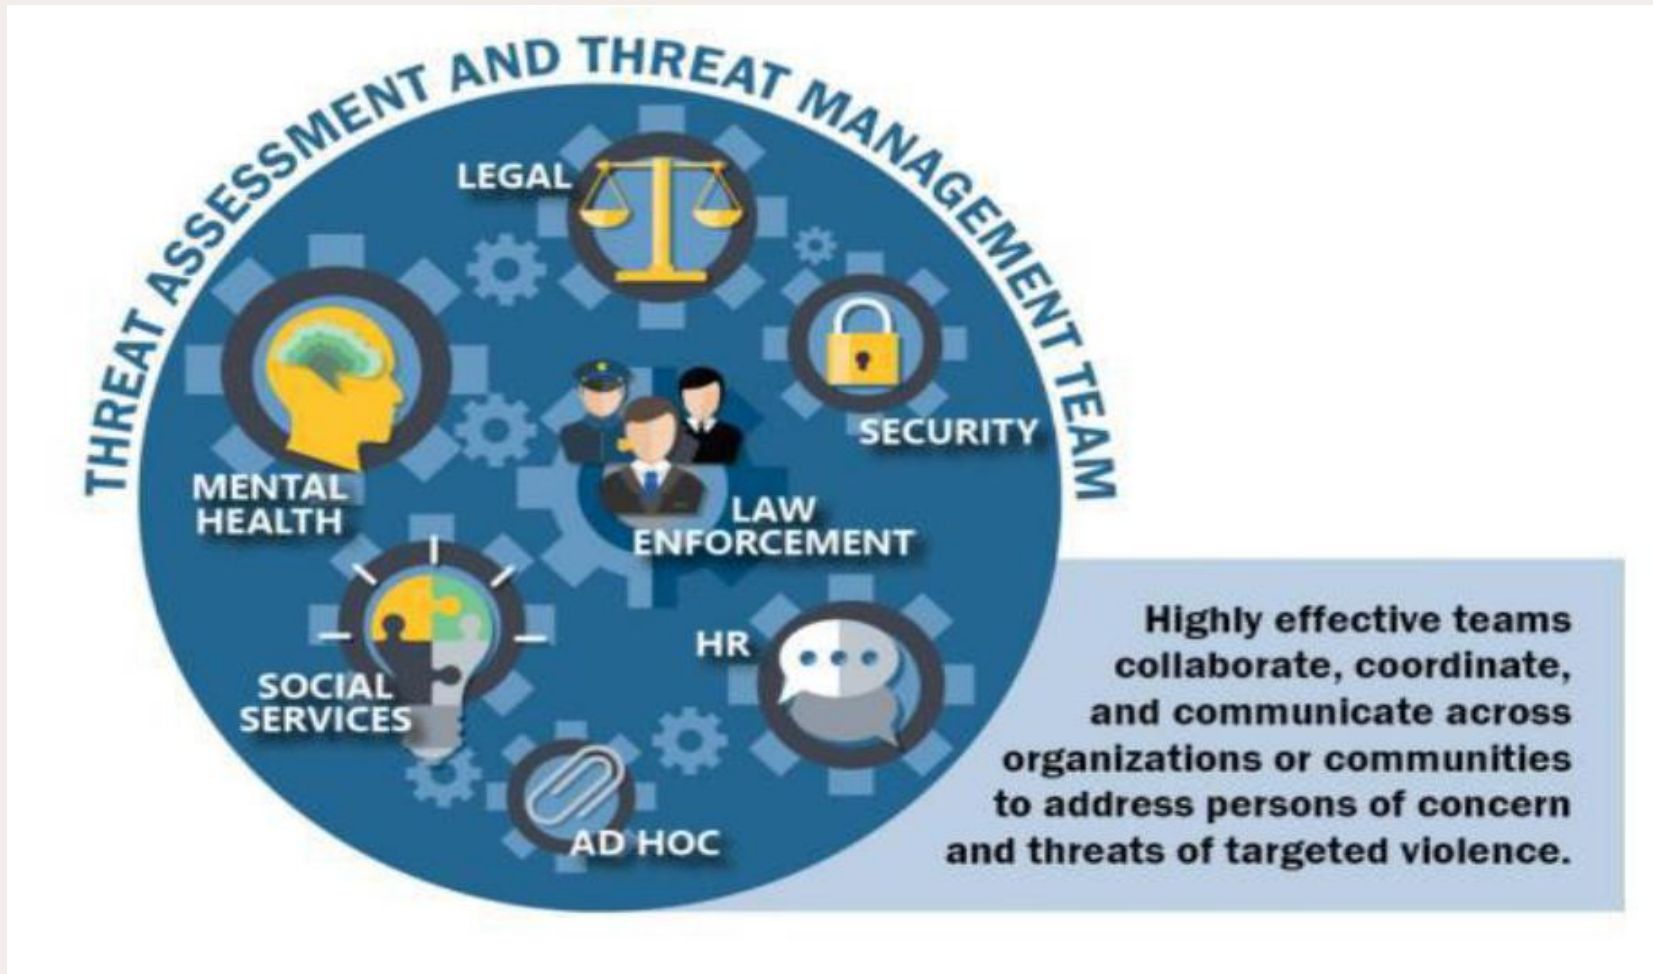 THREAT ASSESSMENT AND THREAT MANAGEMENT TEAM
LEGAL
SECURITY
MENTAL
HEALTH
LAW
ENFORCEMENT
HR
SOCIAL
SERVICES
AD HOC
Highly effective teams
collaborate, coordinate,
and communicate across
organizations or communities
to address persons of concern
and threats of targeted violence.